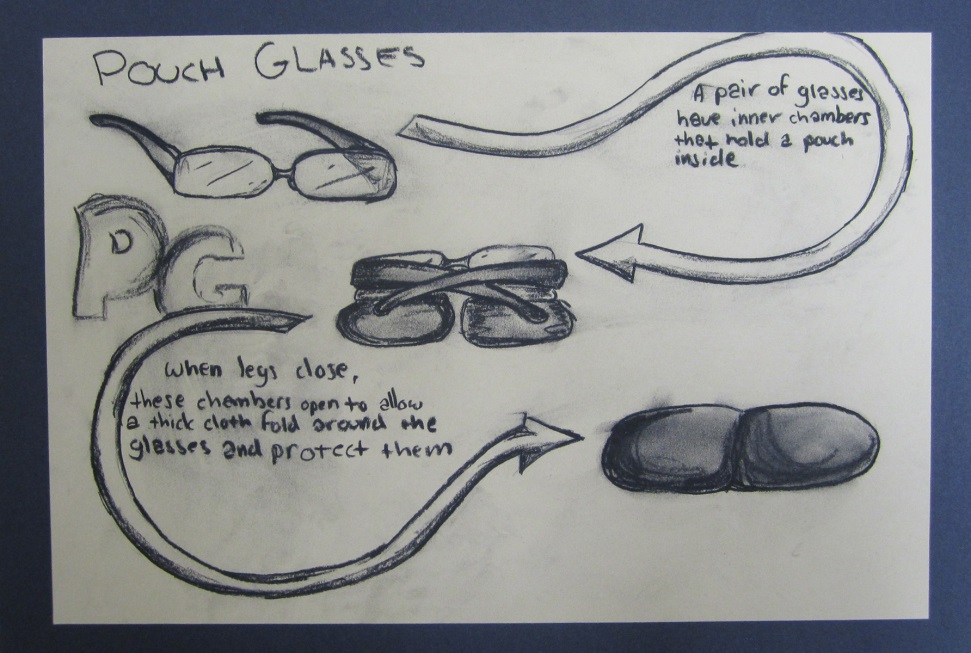 POUCH GLASSES
A pair of glasses
have inner chambers
that hold a pouch
inside
PG
when legs close,
these chambers open to allow
a thick cloth fold around the
glasses and protect them